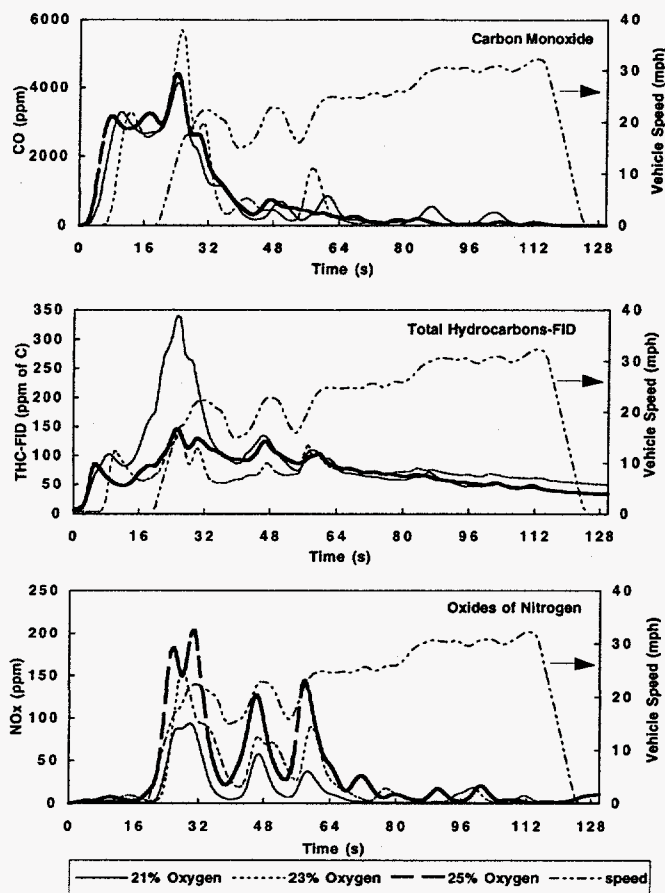 6000
4000
2000
0
CO (ppm)
Carbon Monoxide
40
30
20
10
0
Vehicle Speed (mph)
0 16 32 48 64 80 96 112 128
Time (s)
350
300
250
200
150
100
50
0
THC-FID (ppm of C)
Total Hydrocarbons-FID
40
30
20
10
0
Vehicle Speed (mph)
0 16 32 48 64 80 96 112 128
Time (s)
250
200
150
100
50
0
NOx (ppm)
Oxides of Nitrogen
40
30
20
10
0
Vehicle Speed (mph)
0 16 32 48 64 80 96 112 128
Time (s)
21% Oxygen 23% Oxygen 25% Oxygen speed